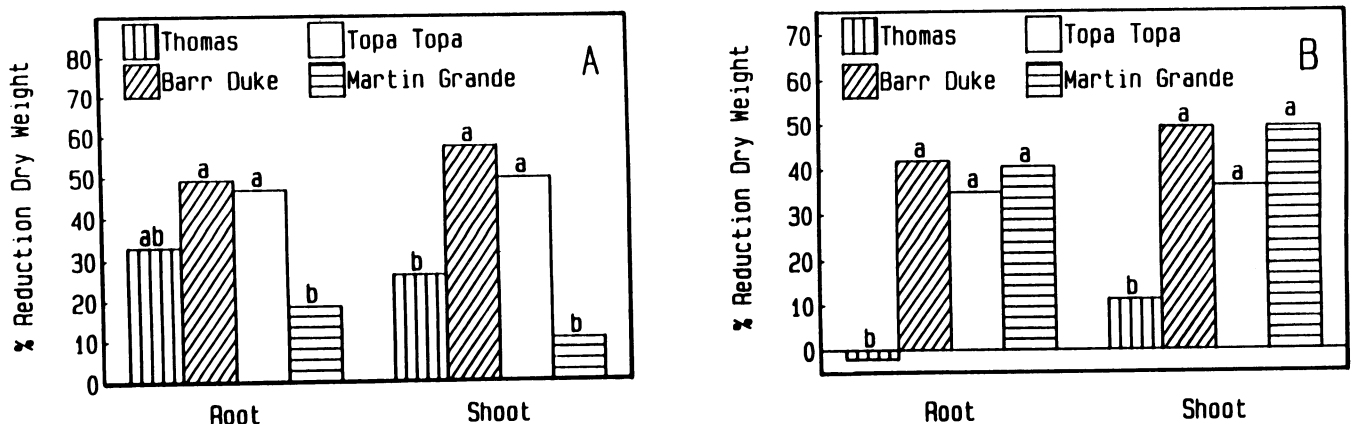 Thomas
Topa Topa
Barr Duke
Martin Grande
A
% Reduction Dry Weight
80
70
60
50
40
30
20
10
0
ab
a
a
b
b
a
a
b
Root
Shoot
Thomas
Topa Topa
Barr Duke
Martin Grande
B
% Reduction Dry Weight
70
60
50
40
30
20
10
0
b
a
a
a
b
a
a
a
Root
Shoot